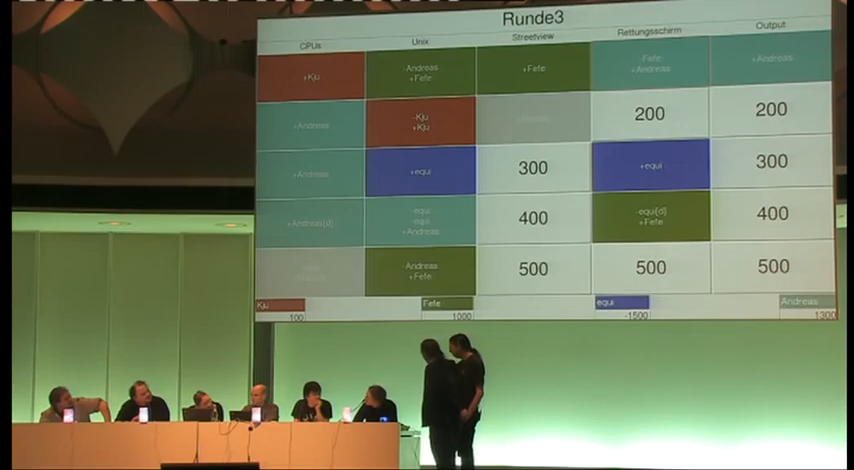 Runde3
CPUs Unix Streetview Rettungsschirm Output
+Kju
-Andreas
+Fefe
+Fefe
-Fefe
+Andreas
+Andreas
+Andreas
-Kju
+Kju
200
200
+Andreas
+equi
300
+equi
300
+Andreas{d}
-equi
-equi
+Andreas
400
-equi{d}
+Fefe
400
-Andreas
+Fefe
500
500
500
Kju Fefe equi Andreas
100 1000 -1500 1300